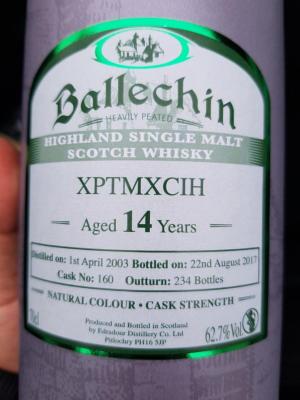 Ballechin
HEAVILY PEATED
HIGHLAND SINGLE MALT
SCOTCH WHISKY
XPTMXCIH
Aged 14 Years
Distilled on: 1st April 2003 Bottled on: 22nd August 2017
Cask No: 160 Outturn: 234 Bottles
NATURAL COLOUR • CASK STRENGTH
70cl
Produced and Bottled in Scotland
by Edradour Distillery Co. Ltd
Pitlochry PH16 5JP
62.7%Vol